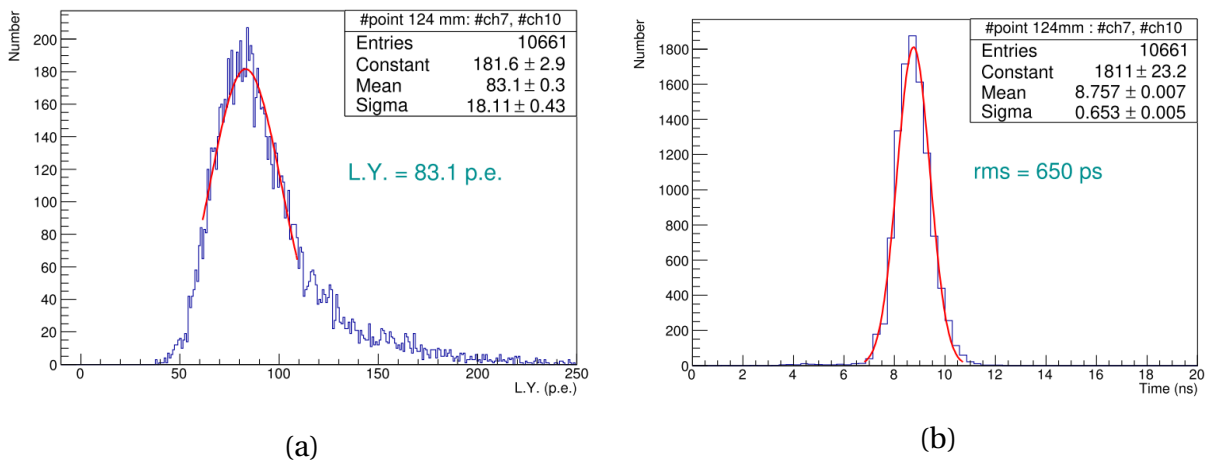 #point 124 mm: #ch7, #ch10
Entries 10661
Constant 181.6 ± 2.9
Mean 83.1 ± 0.3
Sigma 18.11 ± 0.43
L.Y. = 83.1 p.e.
Number
200
180
160
140
120
100
80
60
40
20
0
0 50 100 150 200 250
L.Y. (p.e.)
(a)
#point 124mm : #ch7, #ch10
Entries 10661
Constant 1811 ± 23.2
Mean 8.757 ± 0.007
Sigma 0.653 ± 0.005
rms = 650 ps
Number
1800
1600
1400
1200
1000
800
600
400
200
0
0 2 4 6 8 10 12 14 16 18 20
Time (ns)
(b)